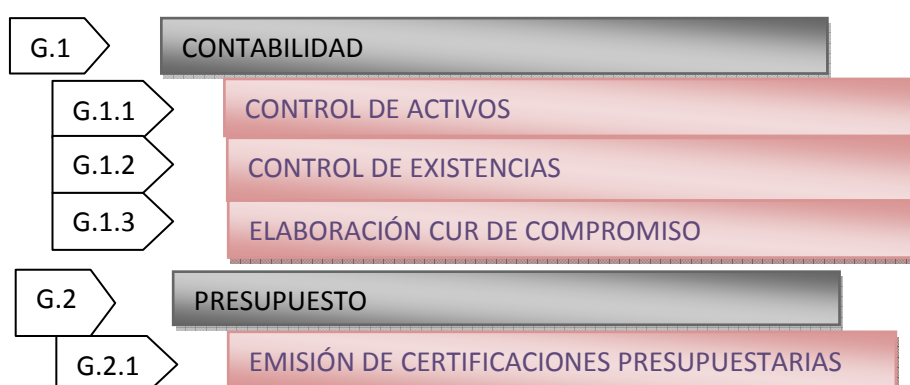 G.1 CONTABILIDAD
G.1.1 CONTROL DE ACTIVOS
G.1.2 CONTROL DE EXISTENCIAS
G.1.3 ELABORACIÓN CUR DE COMPROMISO
G.2 PRESUPUESTO
G.2.1 EMISIÓN DE CERTIFICACIONES PRESUPUESTARIAS